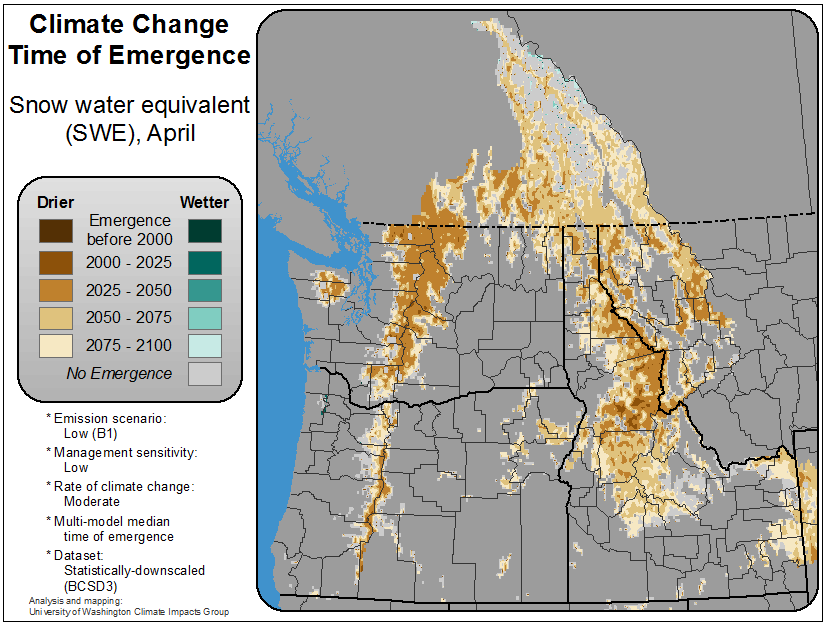 Climate Change
Time of Emergence
Snow water equivalent
(SWE), April
Drier
Wetter
Emergence
before 2000
2000 - 2025
2025 - 2050
2050 - 2075
2075 - 2100
No Emergence
* Emission scenario:
Low (B1)
* Management sensitivity:
Low
* Rate of climate change:
Moderate
* Multi-model median
time of emergence
* Dataset:
Statistically-downscaled
(BCSD3)
Analysis and mapping:
University of Washington Climate Impacts Group